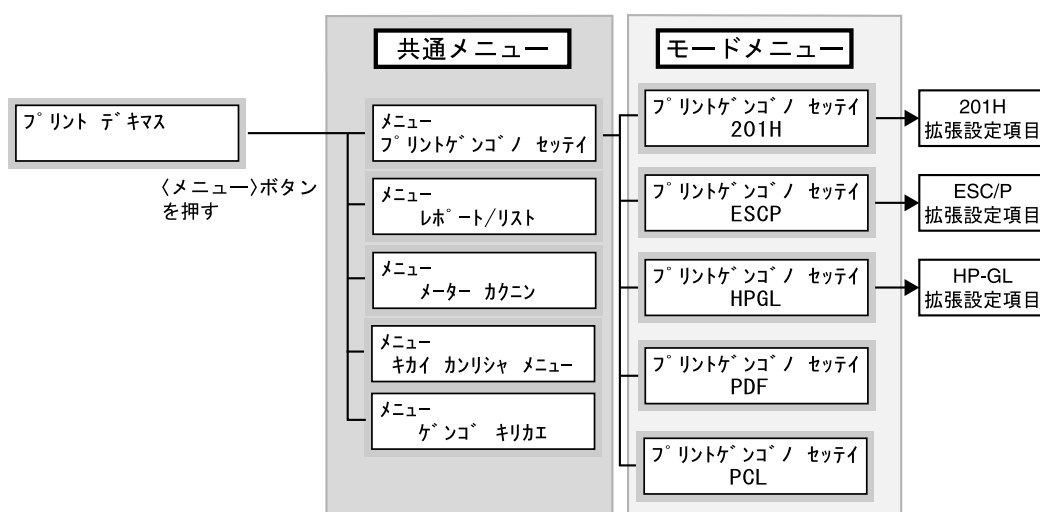 共通メニュー
モードメニュー
プリント デキマス
〈メニュー〉ボタン
を押す
メニュー
プリントゲンゴノ セッテイ
メニュー
レポート/リスト
メニュー
メーター カクニン
メニュー
キカイ カンリシャ メニュー
メニュー
ゲンゴ キリカエ
プリントゲンゴノ セッテイ
201H
プリントゲンゴノ セッテイ
ESCP
プリントゲンゴノ セッテイ
HPGL
プリントゲンゴノ セッテイ
PDF
プリントゲンゴノ セッテイ
PCL
201H
拡張設定項目
ESC/P
拡張設定項目
HP-GL
拡張設定項目